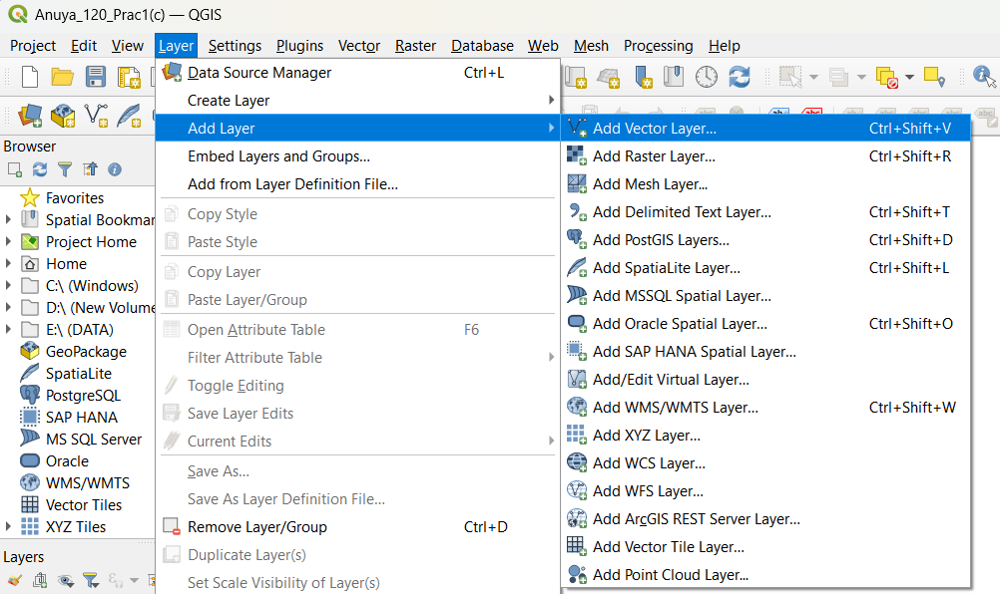 Anuya_120_Prac1(c) — QGIS
Project Edit View Layer Settings Plugins Vector Raster Database Web Mesh Processing Help
Data Source Manager Ctrl+L
Create Layer
Add Layer
Embed Layers and Groups...
Add from Layer Definition File...
Copy Style
Paste Style
Copy Layer
Paste Layer/Group
Open Attribute Table F6
Filter Attribute Table
Toggle Editing
Save Layer Edits
Current Edits
Save As...
Save As Layer Definition File...
Remove Layer/Group Ctrl+D
Duplicate Layer(s)
Set Scale Visibility of Layer(s)
Add Vector Layer... Ctrl+Shift+V
Add Raster Layer... Ctrl+Shift+R
Add Mesh Layer...
Add Delimited Text Layer... Ctrl+Shift+T
Add PostGIS Layers... Ctrl+Shift+D
Add SpatiaLite Layer... Ctrl+Shift+L
Add MSSQL Spatial Layer...
Add Oracle Spatial Layer... Ctrl+Shift+O
Add SAP HANA Spatial Layer...
Add/Edit Virtual Layer...
Add WMS/WMTS Layer... Ctrl+Shift+W
Add XYZ Layer...
Add WCS Layer...
Add WFS Layer...
Add ArcGIS REST Server Layer...
Add Vector Tile Layer...
Add Point Cloud Layer...
Browser
Favorites
Spatial Bookmar
Project Home
Home
C:\ (Windows)
D:\ (New Volume
E:\ (DATA)
GeoPackage
SpatiaLite
PostgreSQL
SAP HANA
MS SQL Server
Oracle
WMS/WMTS
Vector Tiles
XYZ Tiles
Layers